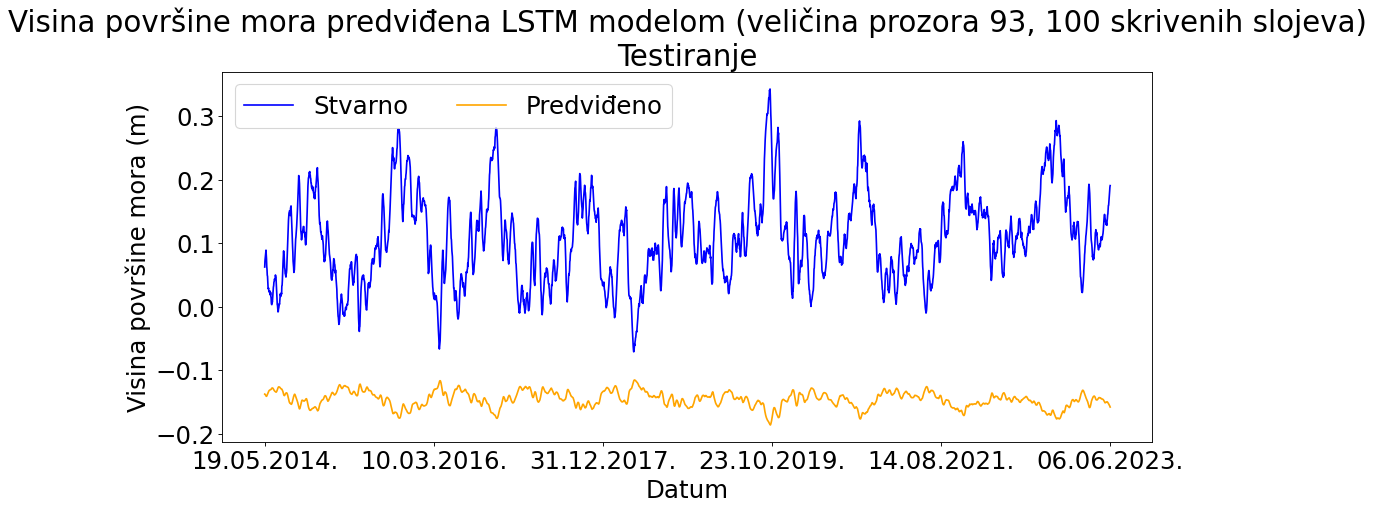 Visina površine mora predviđena LSTM modelom (veličina prozora 93, 100 skrivenih slojeva)
Testiranje
Stvarno
Predviđeno
Visina površine mora (m)
0.3
0.2
0.1
0.0
−0.1
−0.2
19.05.2014.
10.03.2016.
31.12.2017.
23.10.2019.
14.08.2021.
06.06.2023.
Datum